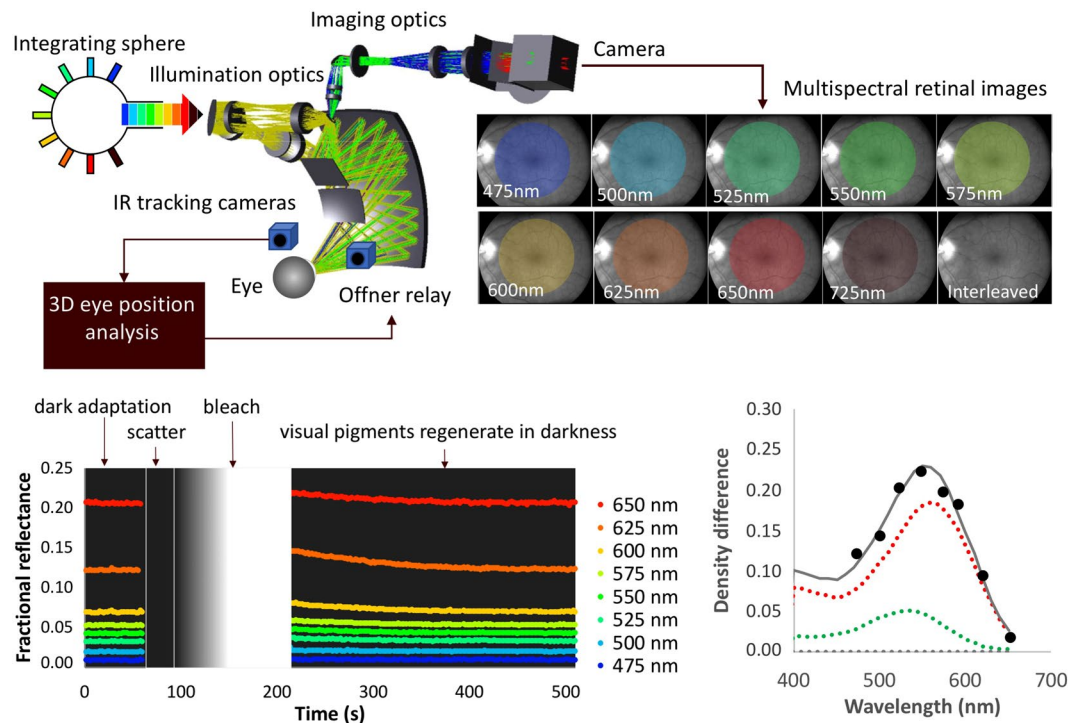 Imaging optics
Integrating sphere
Camera
Illumination optics
Multispectral retinal images
475nm
500nm
525nm
550nm
575nm
IR tracking cameras
600nm
625nm
650nm
725nm
Interleaved
Eye
Offner relay
3D eye position
analysis
dark adaptation
bleach
scatter
visual pigments regenerate in darkness
Fractional reflectance
0.25
0.20
0.15
0.10
0.05
0.00
0
100
200
300
400
500
Time (s)
650 nm
625 nm
600 nm
575 nm
550 nm
525 nm
500 nm
475 nm
Density difference
0.30
0.20
0.10
0.05
0.00
400
500
600
700
Wavelength (nm)